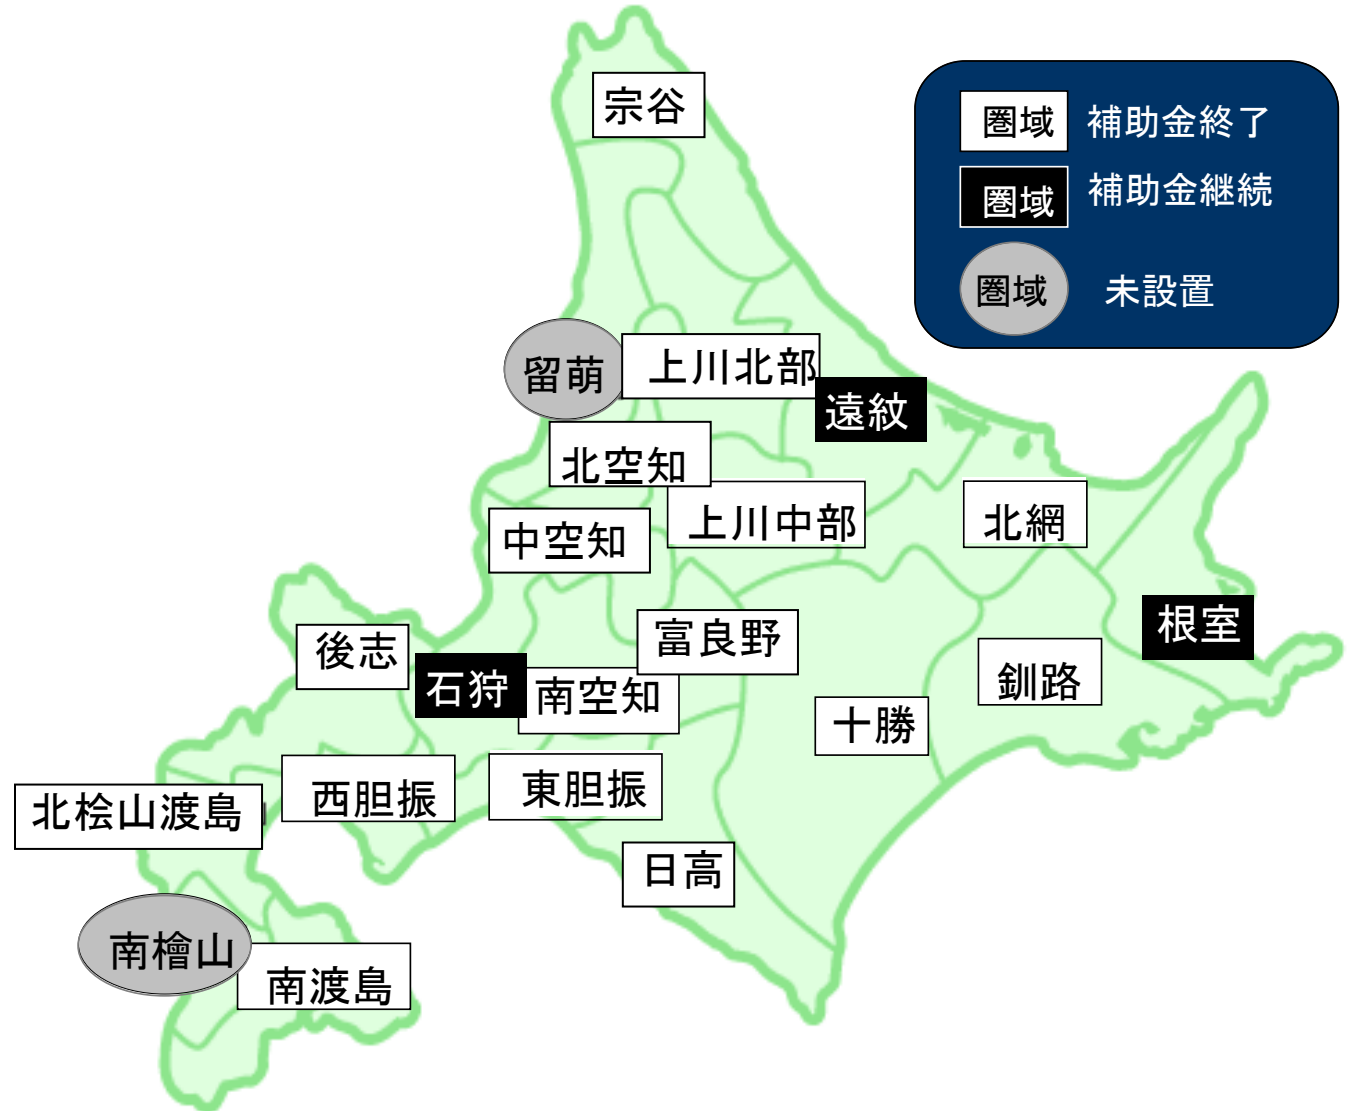 宗谷
圏域 補助金終了
圏域 補助金継続
圏域 未設置
留萌
上川北部
遠紋
北空知
上川中部
北網
中空知
根室
富良野
後志
石狩
南空知
釧路
十勝
西胆振
東胆振
北桧山渡島
日高
南檜山
南渡島